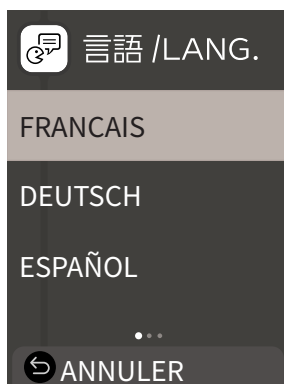 言語 /LANG.
FRANCAIS
DEUTSCH
ESPAÑOL
ANNULER